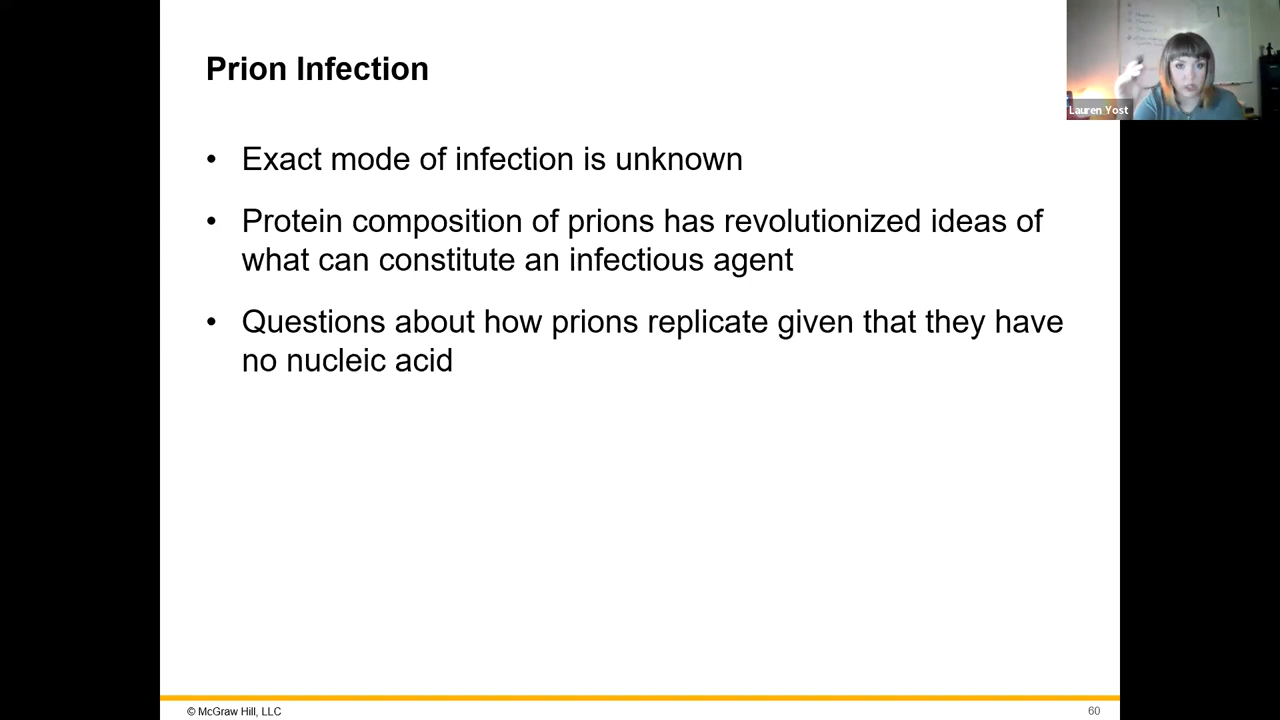 Prion Infection
Lauren Yost
• Exact mode of infection is unknown
• Protein composition of prions has revolutionized ideas of
what can constitute an infectious agent
• Questions about how prions replicate given that they have
no nucleic acid
© McGraw Hill, LLC
60